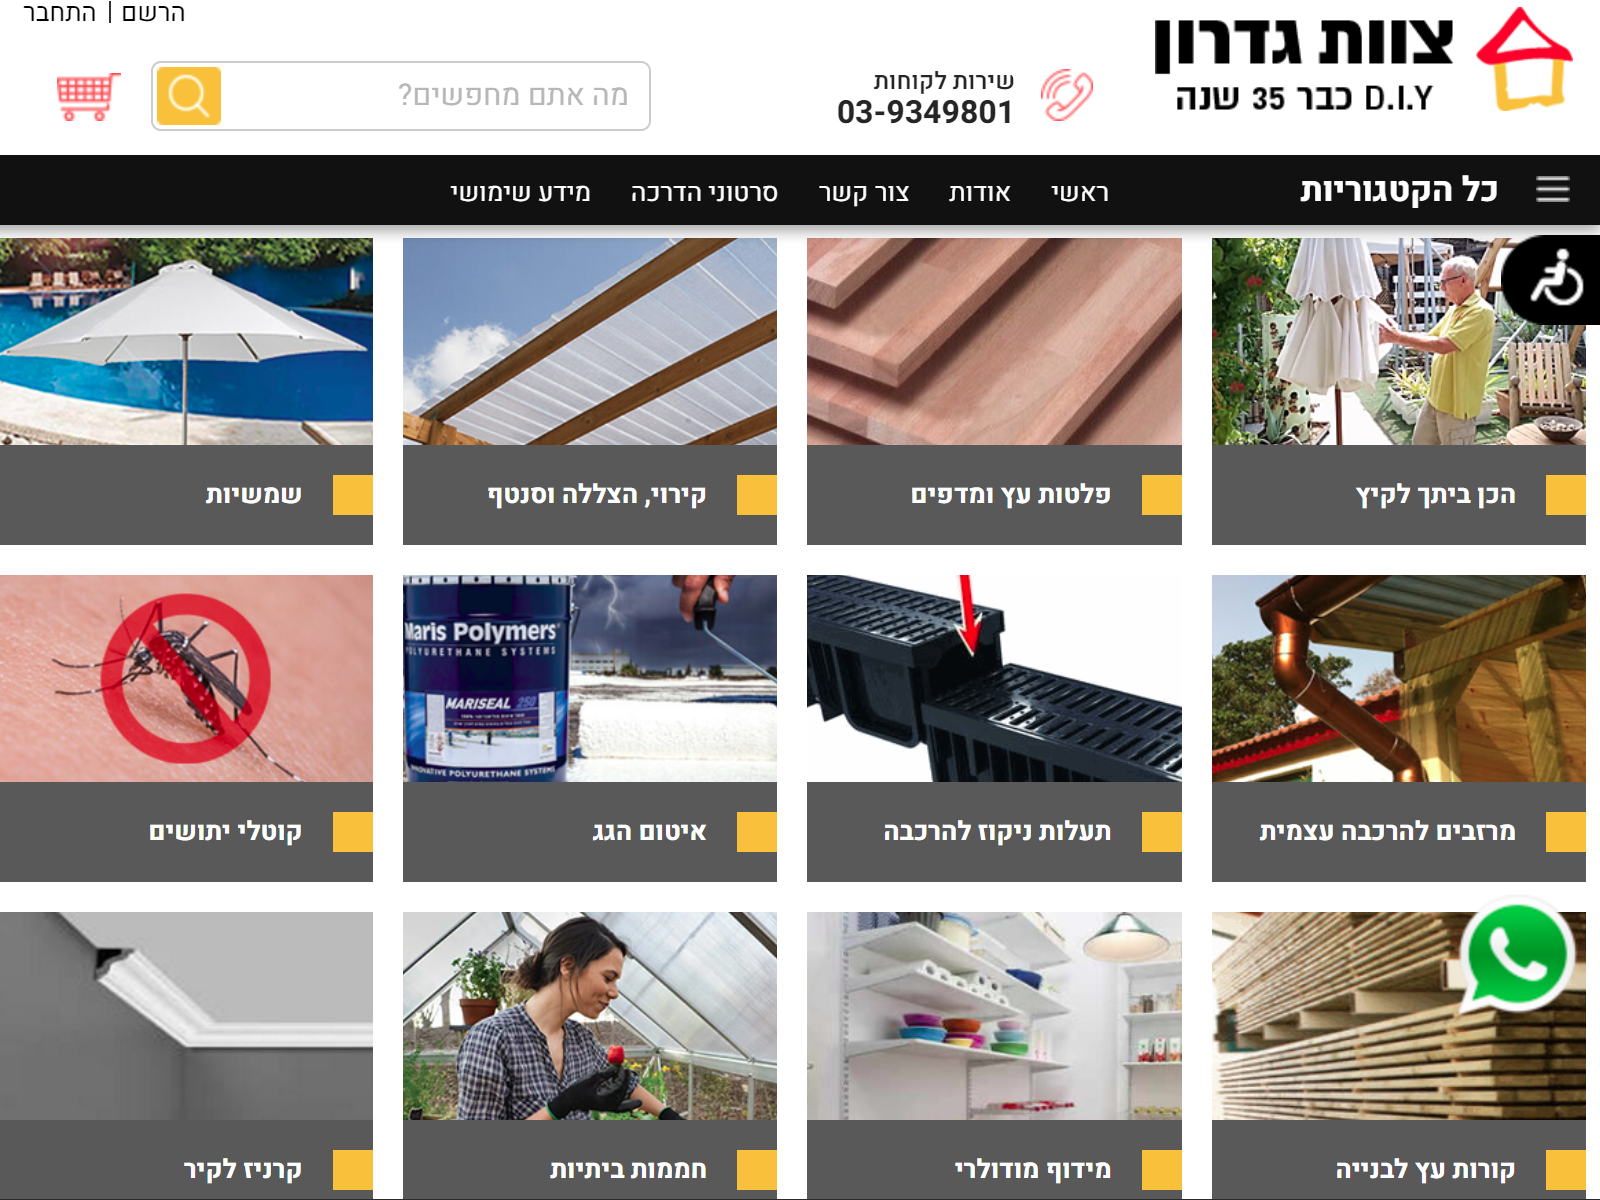 הרשם | התחבר
צוות גדרון
D.I.Y כבר 35 שנה
שירות לקוחות
03-9349801
מה אתם מחפשים?
כל הקטגוריות
ראשי
אודות
צור קשר
סרטוני הדרכה
מידע שימושי
הכן ביתך לקיץ
פלטות עץ ומדפים
קירוי, הצללה וסנטף
שמשיות
Maris Polymers
POLYURETHANE SYSTEMS
MARISEAL 250
INNOVATIVE POLYURETHANE SYSTEMS
מרזבים להרכבה עצמית
תעלות ניקוז להרכבה
איטום הגג
קוטלי יתושים
קורות עץ לבנייה
מידוף מודולרי
חממות ביתיות
קרניז לקיר